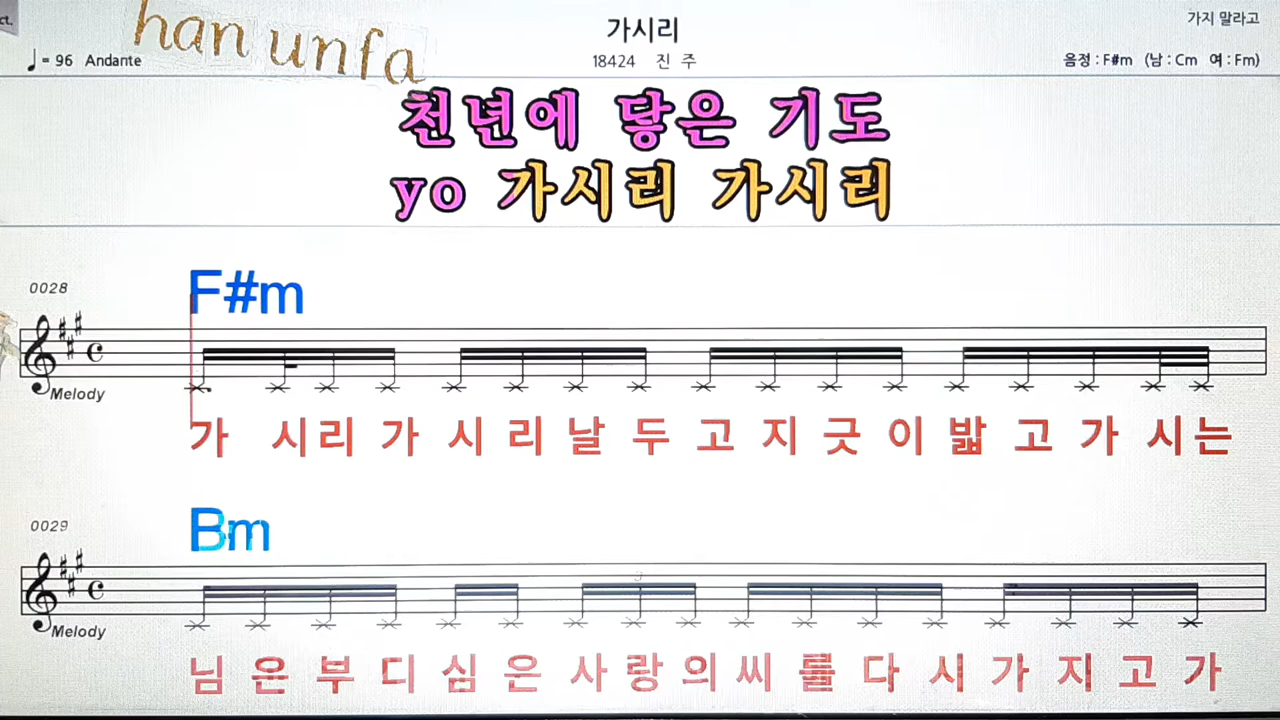 ct.
han unfa
가시리
가지 말라고
♩= 96 Andante
18424 진 주
음정 : F#m (남 : Cm 여 : Fm)
천년에 닿은 기도
yo 가시리 가시리
0028
F#m
Melody
가 시 리 가 시 리 날 두 고 지 긋 이 밟 고 가 시 는
0029
Bm
3
Melody
님 은 부 디 심 은 사 랑 의 씨 를 다 시 가 지 고 가